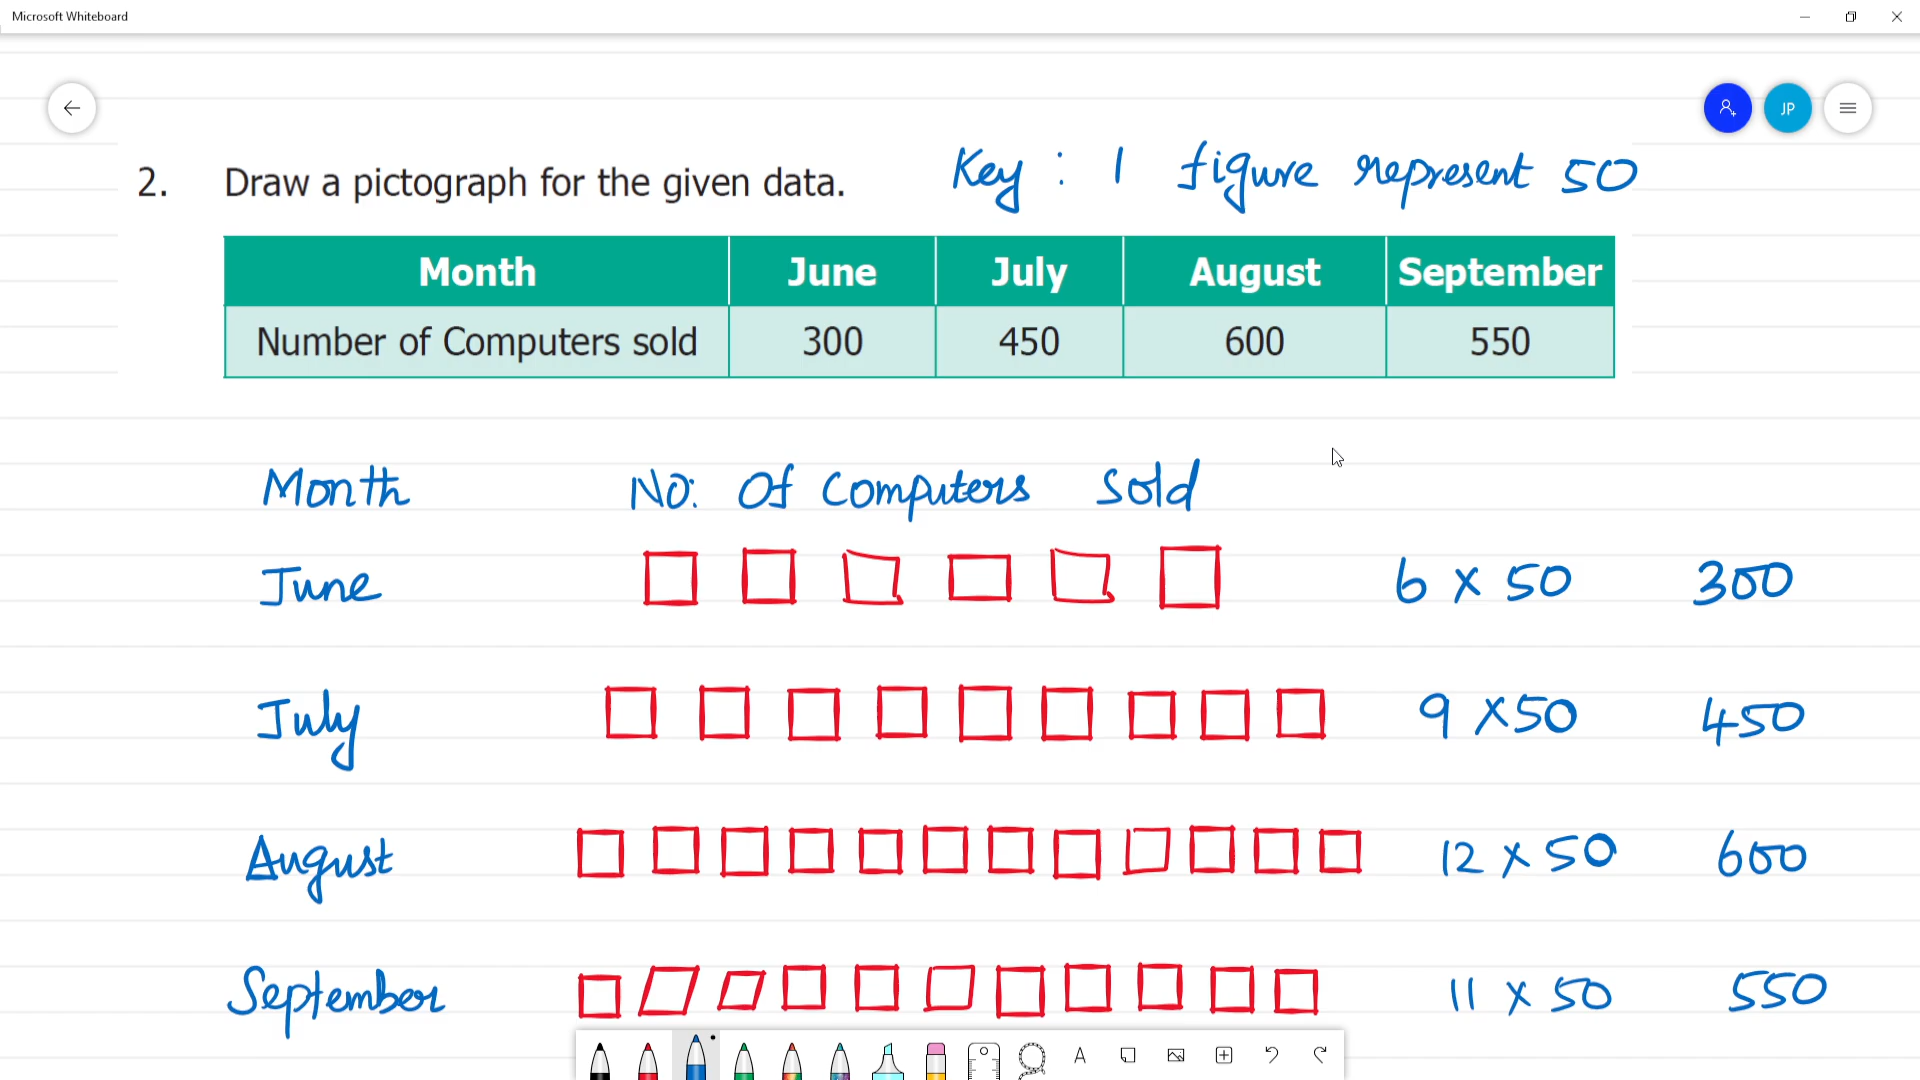 Microsoft Whiteboard
JP
2. Draw a pictograph for the given data. Key : 1 figure represent 50
Month June July August September
Number of Computers sold 300 450 600 550
Month No: Of Computers Sold
June 6 x 50 300
July 9 x 50 450
August 12 x 50 600
September 11 x 50 550
A